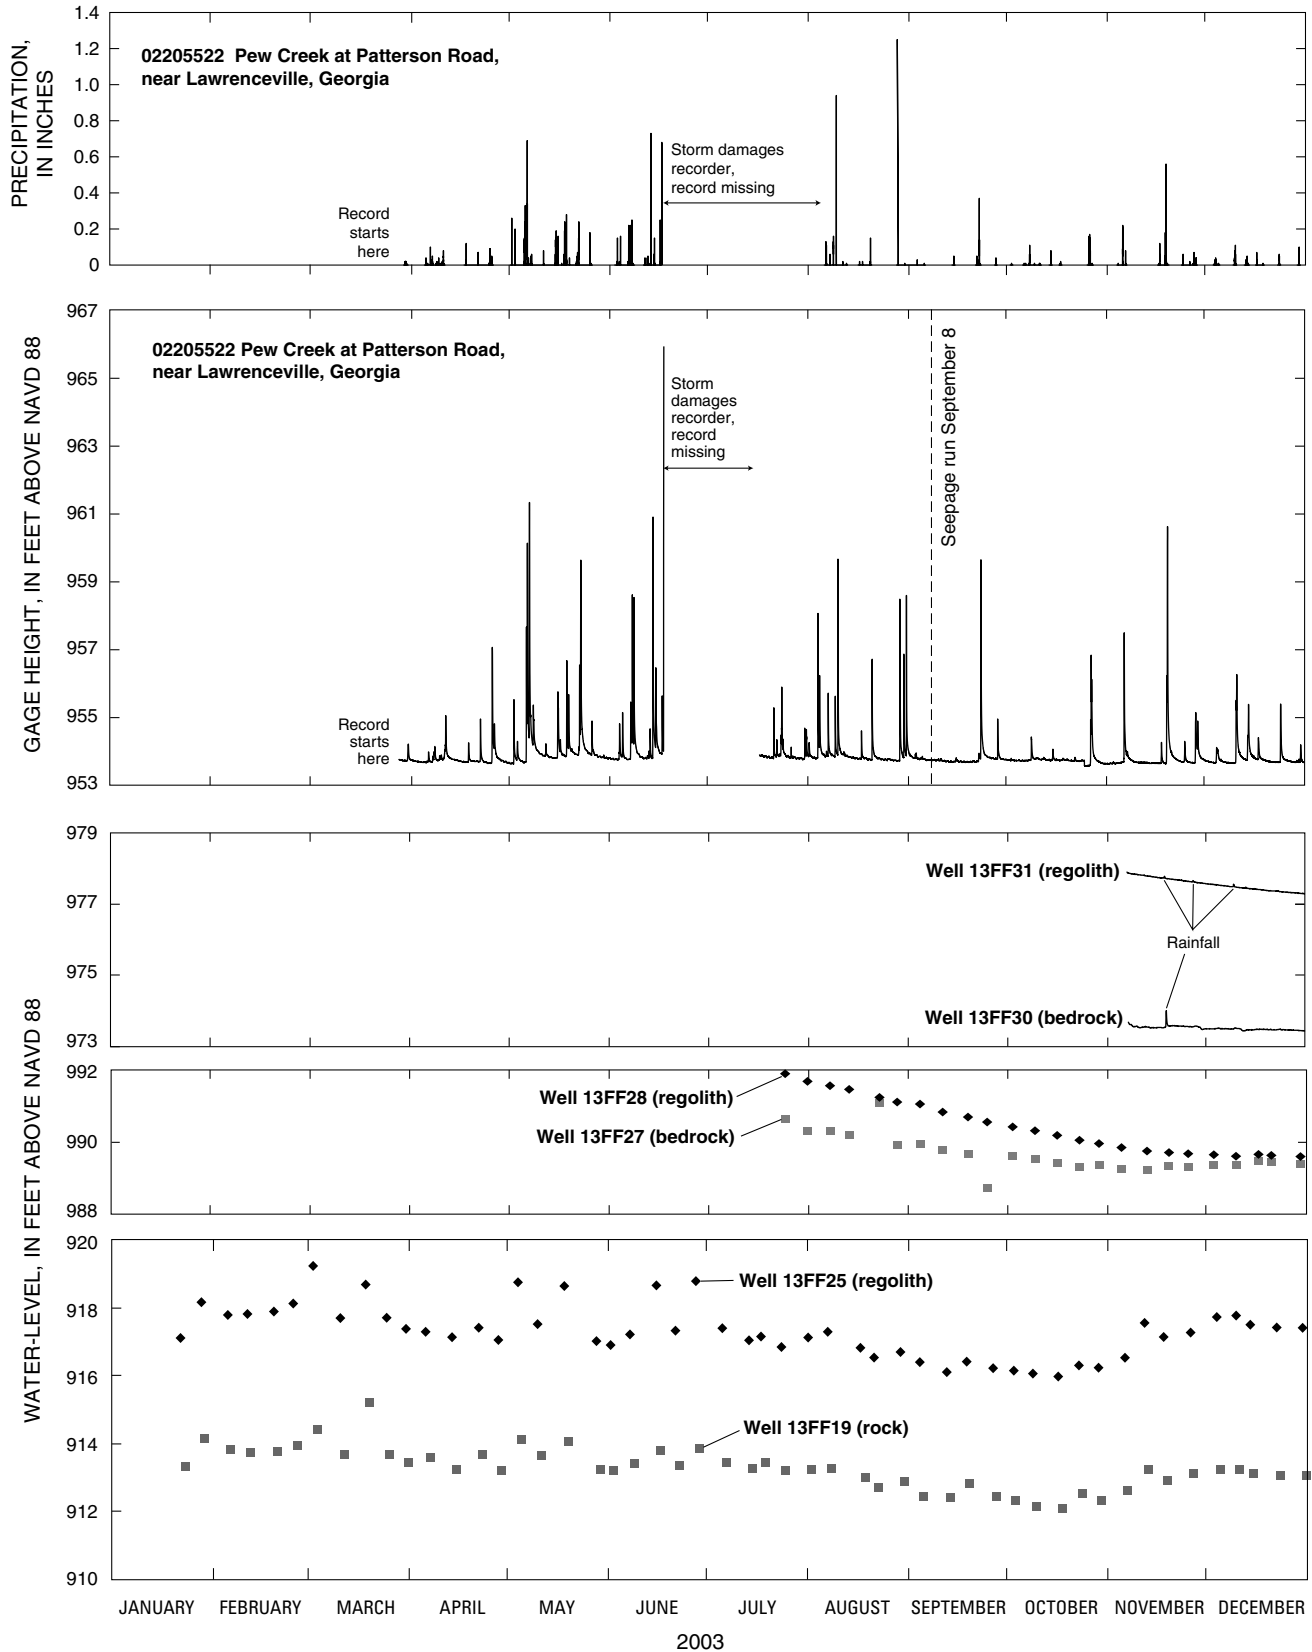 PRECIPITATION,
IN INCHES
1.4
1.2
1.0
0.8
0.6
0.4
0.2
0
02205522 Pew Creek at Patterson Road,
near Lawrenceville, Georgia
Record
starts
here
Storm damages
recorder,
record missing
GAGE HEIGHT, IN FEET ABOVE NAVD 88
967
965
963
961
959
957
955
953
02205522 Pew Creek at Patterson Road,
near Lawrenceville, Georgia
Record
starts
here
Storm
damages
recorder,
record
missing
Seepage run September 8
WATER-LEVEL, IN FEET ABOVE NAVD 88
979
977
975
973
Well 13FF31 (regolith)
Rainfall
Well 13FF30 (bedrock)
992
990
988
Well 13FF28 (regolith)
Well 13FF27 (bedrock)
920
918
916
914
912
910
Well 13FF25 (regolith)
Well 13FF19 (rock)
JANUARY FEBRUARY MARCH APRIL MAY JUNE JULY AUGUST SEPTEMBER OCTOBER NOVEMBER DECEMBER
2003